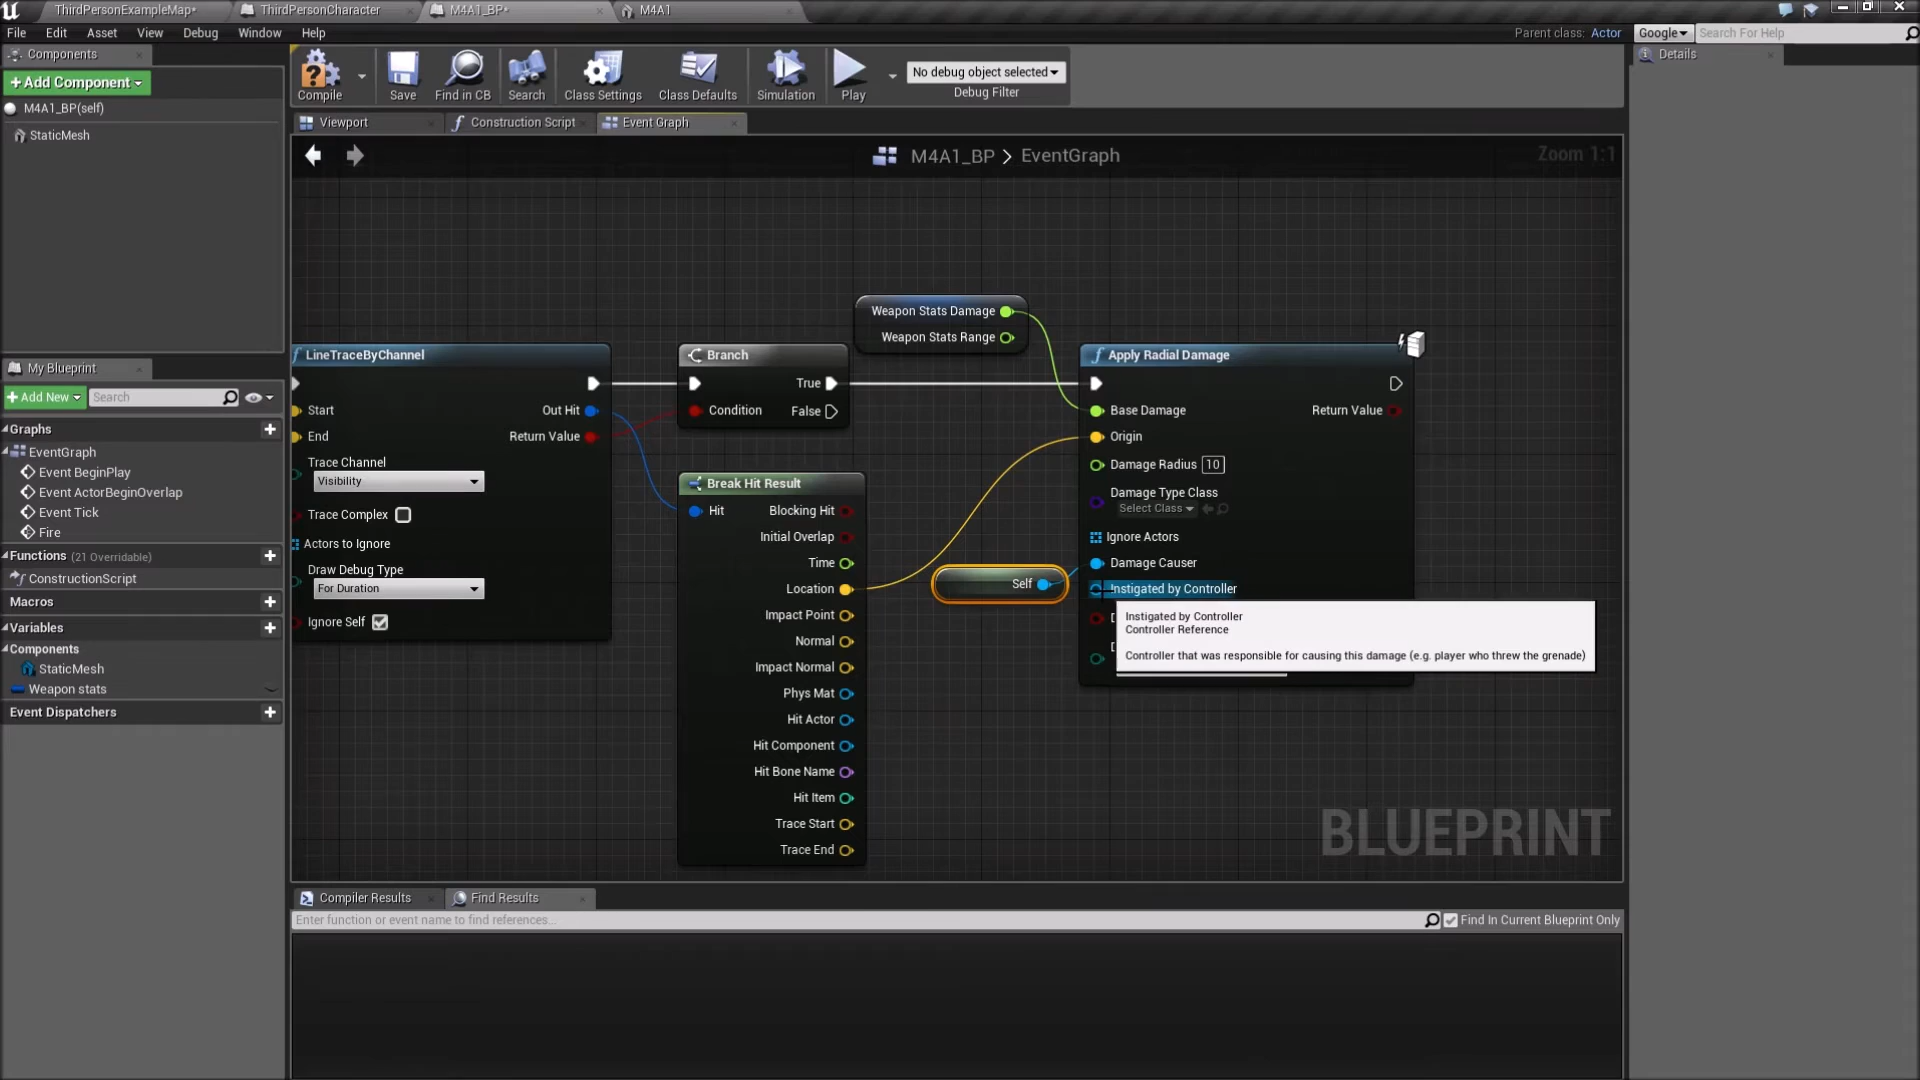 ThirdPersonExampleMap*
ThirdPersonCharacter
M4A1_BP*
M4A1
File Edit Asset View Debug Window Help
Parent class: Actor
Google
Search For Help
Components
Add Component
M4A1_BP(self)
StaticMesh
Compile
Save
Find in CB
Search
Class Settings
Class Defaults
Simulation
Play
No debug object selected
Debug Filter
Details
Viewport
Construction Script
Event Graph
M4A1_BP > EventGraph
Zoom 1:1
My Blueprint
Add New
Search
Graphs
EventGraph
Event BeginPlay
Event ActorBeginOverlap
Event Tick
Fire
Functions (21 Overridable)
ConstructionScript
Macros
Variables
Components
StaticMesh
Weapon stats
Event Dispatchers
LineTraceByChannel
Start
End
Out Hit
Return Value
Trace Channel
Visibility
Trace Complex
Actors to Ignore
Draw Debug Type
For Duration
Ignore Self
Branch
True
Condition
False
Weapon Stats Damage
Weapon Stats Range
Break Hit Result
Hit
Blocking Hit
Initial Overlap
Time
Location
Impact Point
Normal
Impact Normal
Phys Mat
Hit Actor
Hit Component
Hit Bone Name
Hit Item
Trace Start
Trace End
Self
Apply Radial Damage
Base Damage
Return Value
Origin
Damage Radius 10
Damage Type Class
Select Class
Ignore Actors
Damage Causer
Instigated by Controller
Instigated by Controller
Controller Reference
Controller that was responsible for causing this damage (e.g. player who threw the grenade)
BLUEPRINT
Compiler Results
Find Results
Enter function or event name to find references...
Find In Current Blueprint Only